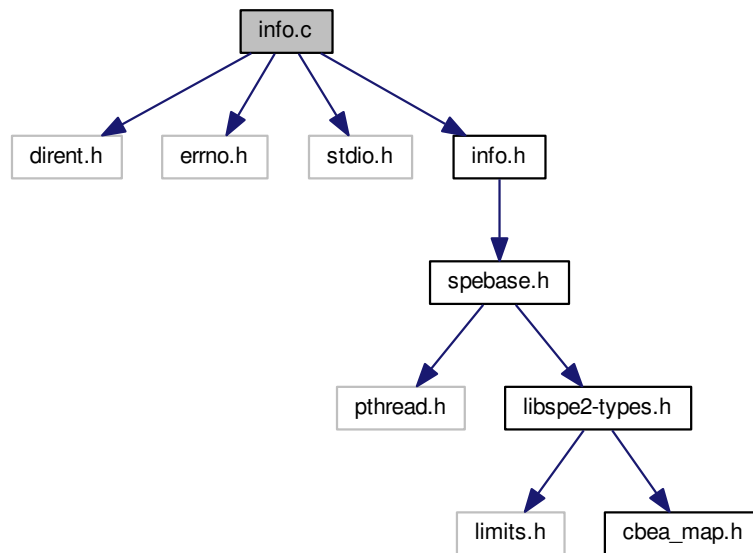 info.c
dirent.h
errno.h
stdio.h
info.h
spebase.h
pthread.h
libspe2-types.h
limits.h
cbea_map.h